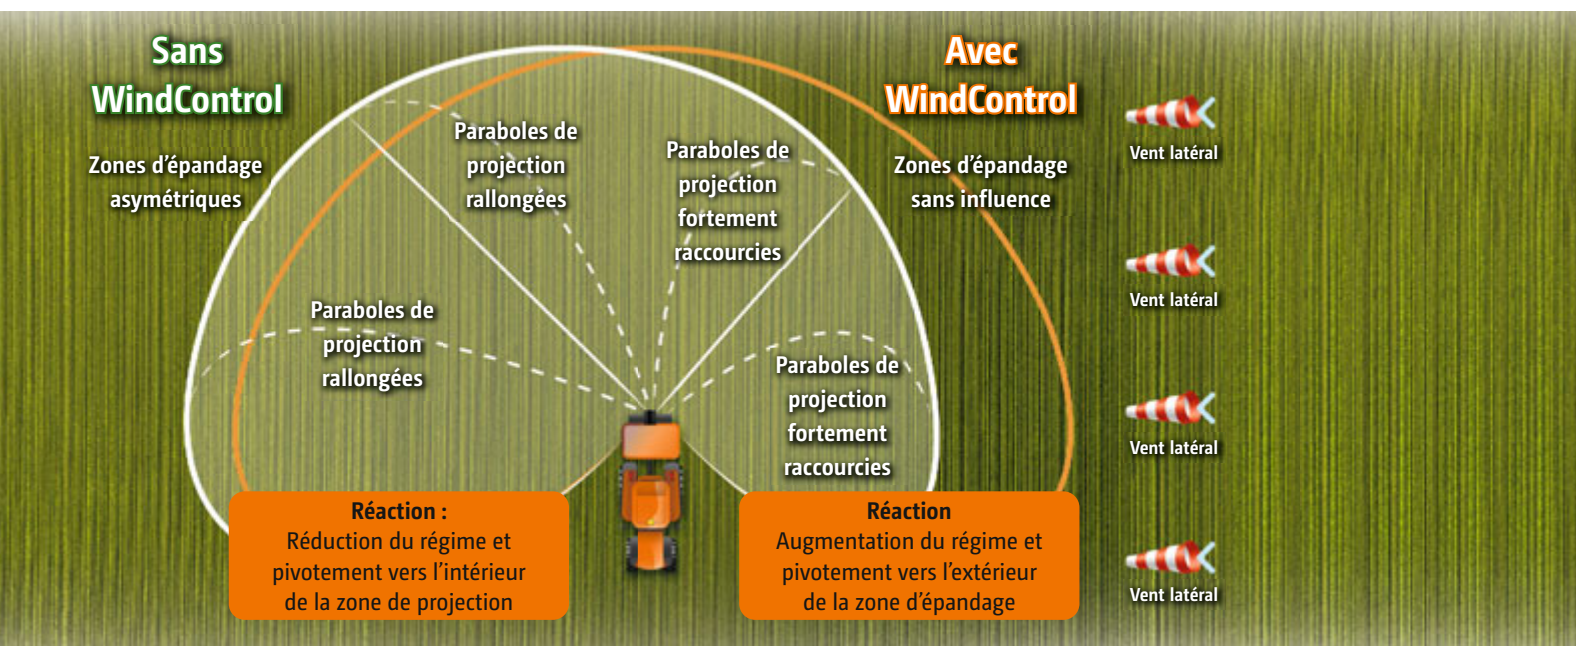 Sans
WindControl
Zones d'épandage
asymétriques
Paraboles de
projection
rallongées
Paraboles de
projection
rallongées
Paraboles de
projection
fortement
raccourcies
Paraboles de
projection
fortement
raccourcies
Avec
WindControl
Zones d'épandage
sans influence
Vent latéral
Vent latéral
Vent latéral
Vent latéral
Réaction :
Réduction du régime et
pivotement vers l'intérieur
de la zone de projection
Réaction
Augmentation du régime et
pivotement vers l'extérieur
de la zone d'épandage